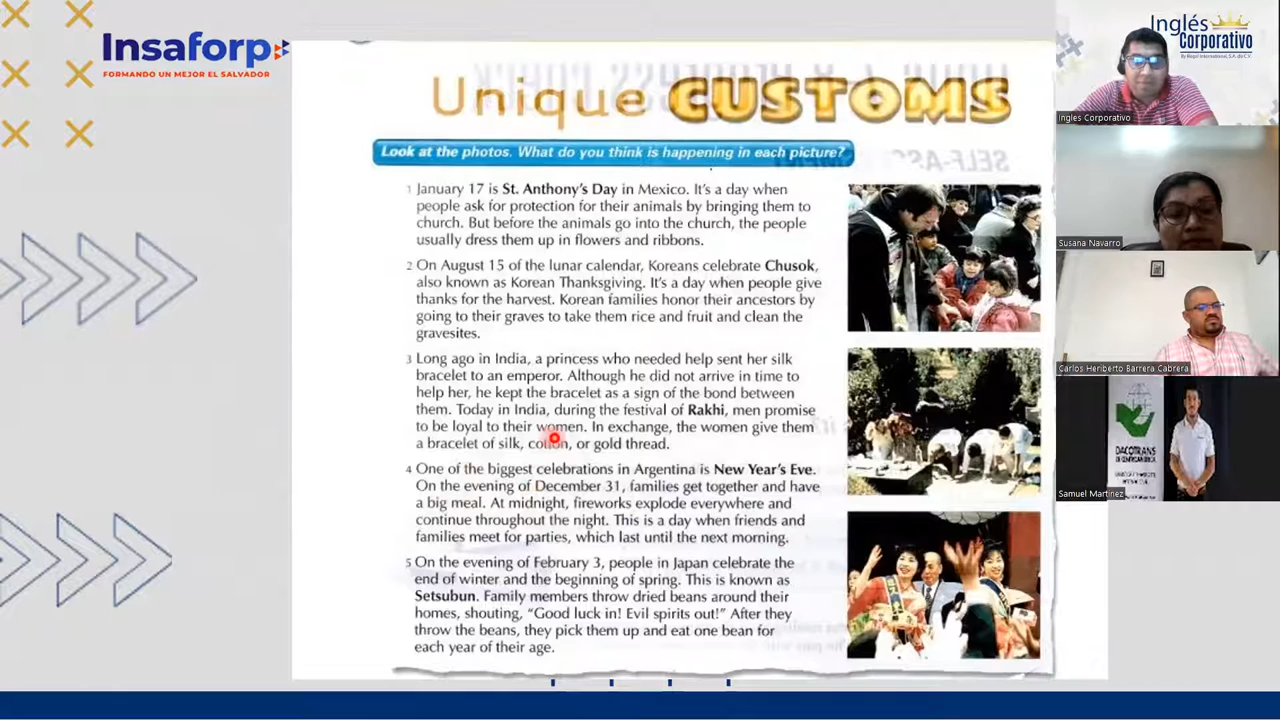 Insaforp
FORMANDO UN MEJOR EL SALVADOR
Unique CUSTOMS
Look at the photos. What do you think is happening in each picture?
1 January 17 is St. Anthony's Day in Mexico. It's a day when
people ask for protection for their animals by bringing them to
church. But before the animals go into the church, the people
usually dress them up in flowers and ribbons.
2 On August 15 of the lunar calendar, Koreans celebrate Chusok,
also known as Korean Thanksgiving. It's a day when people give
thanks for the harvest. Korean families honor their ancestors by
going to their graves to take them rice and fruit and clean the
gravesites.
3 Long ago in India, a princess who needed help sent her silk
bracelet to an emperor. Although he did not arrive in time to
help her, he kept the bracelet as a sign of the bond between
them. Today in India, during the festival of Rakhi, men promise
to be loyal to their women. In exchange, the women give them
a bracelet of silk, cotton, or gold thread.
4 One of the biggest celebrations in Argentina is New Year's Eve.
On the evening of December 31, families get together and have
a big meal. At midnight, fireworks explode everywhere and
continue throughout the night. This is a day when friends and
families meet for parties, which last until the next morning.
5 On the evening of February 3, people in Japan celebrate the
end of winter and the beginning of spring. This is known as
Setsubun. Family members throw dried beans around their
homes, shouting, "Good luck in! Evil spirits out!" After they
throw the beans, they pick them up and eat one bean for
each year of their age.
Inglés
Corporativo
Ingles Corporativo
Susana Navarro
Carlos Heriberto Barrera Cabrera
DACOTRANS
Samuel Martinez